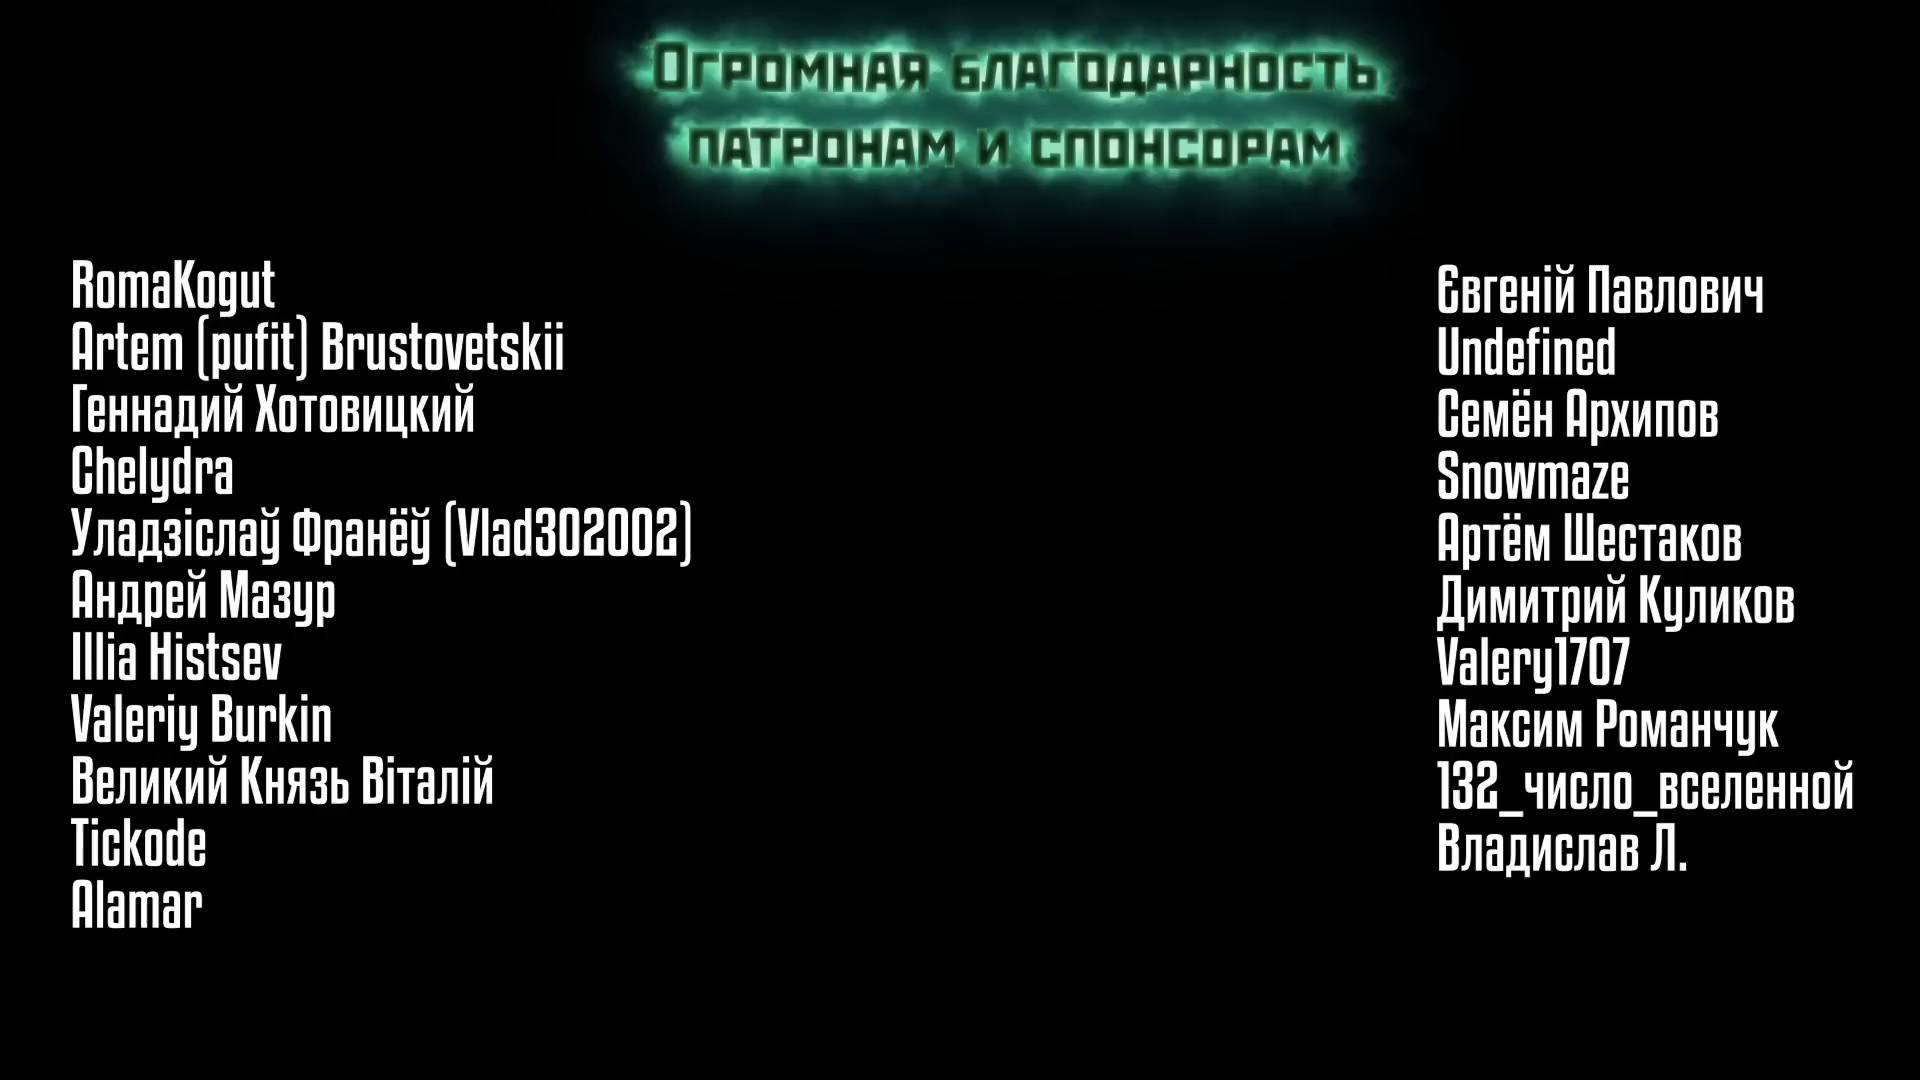 Огромная благодарность
патронам и спонсорам
RomaKogut
Artem (pufit) Brustovetskii
Геннадий Хотовицкий
Chelydra
Уладзіслаў Франёў (Vlad302002)
Андрей Мазур
Illia Histsev
Valeriy Burkin
Великий Князь Віталій
Tickode
Alamar
Євгеній Павлович
Undefined
Семён Архипов
Snowmaze
Артём Шестаков
Димитрий Куликов
Valery1707
Максим Романчук
132_число_вселенной
Владислав Л.